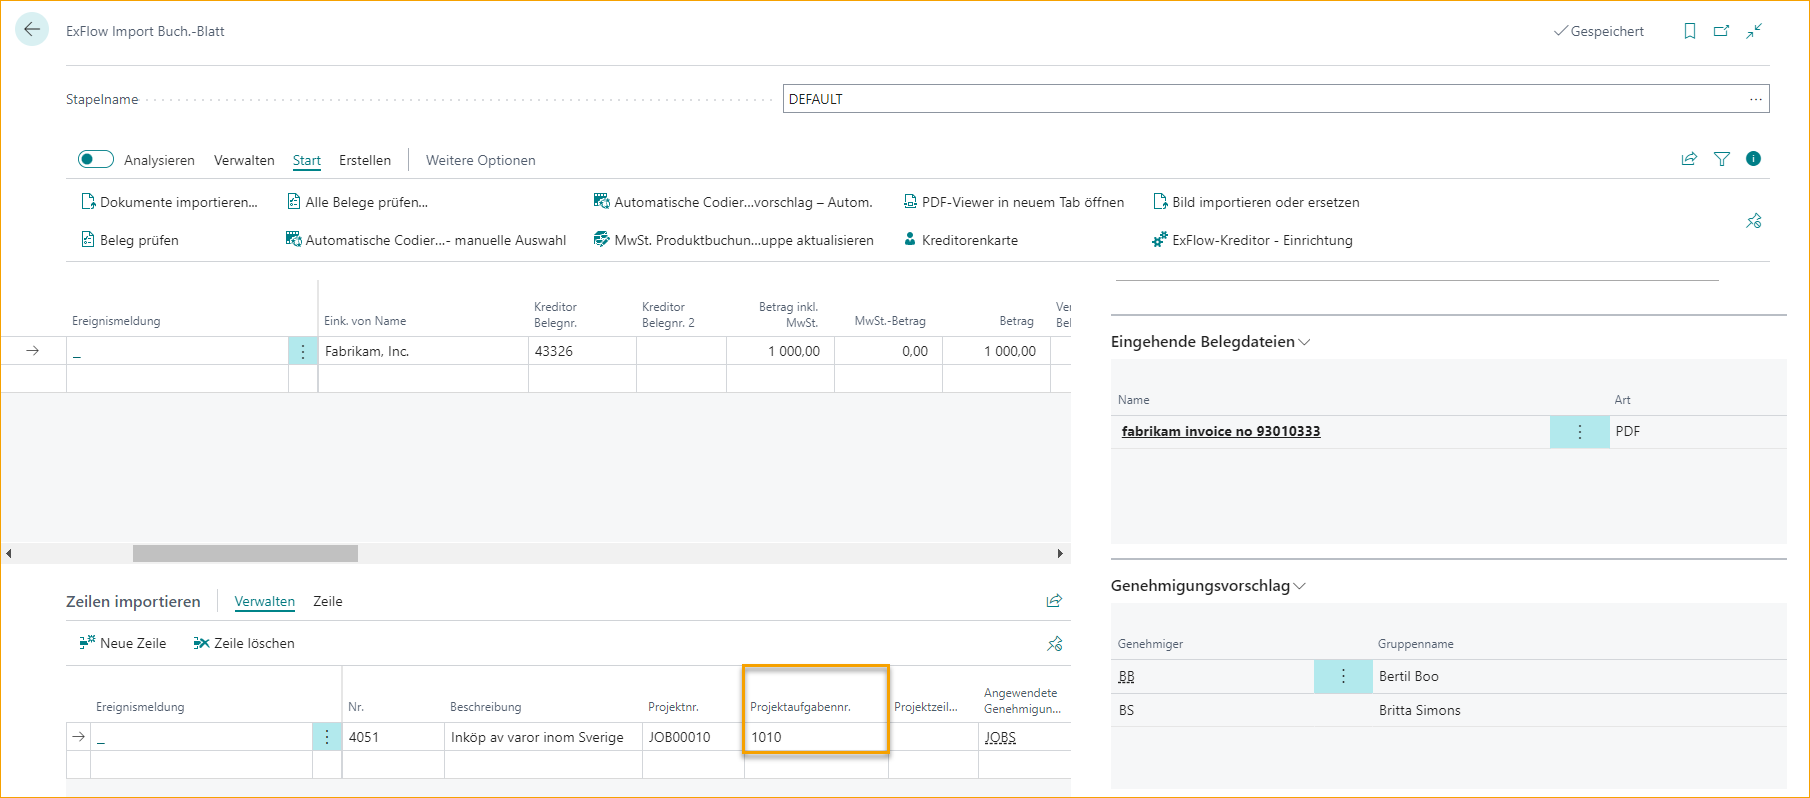 ExFlow Import Buch.-Blatt
Gespeichert
Stapelname
DEFAULT
Analysieren Verwalten Start Erstellen Weitere Optionen
Dokumente importieren... Alle Belege prüfen... Automatische Codier...vorschlag – Autom. PDF-Viewer in neuem Tab öffnen Bild importieren oder ersetzen
Beleg prüfen Automatische Codier...- manuelle Auswahl MwSt. Produktbuchun...uppe aktualisieren Kreditorenkarte ExFlow-Kreditor - Einrichtung
Ereignismeldung Eink. von Name Kreditor Belegnr. Kreditor Belegnr. 2 Betrag inkl. MwSt. MwSt.-Betrag Betrag Ve Bel
_ Fabrikam, Inc. 43326 1 000,00 0,00 1 000,00
Eingehende Belegdateien
Name Art
fabrikam invoice no 93010333 PDF
Zeilen importieren Verwalten Zeile
Neue Zeile Zeile löschen
Ereignismeldung Nr. Beschreibung Projektnr. Projektaufgabennr. Projektzeil... Angewendete Genehmigun...
_ 4051 Inköp av varor inom Sverige JOB00010 1010 JOBS
Genehmigungsvorschlag
Genehmiger Gruppenname
BB Bertil Boo
BS Britta Simons